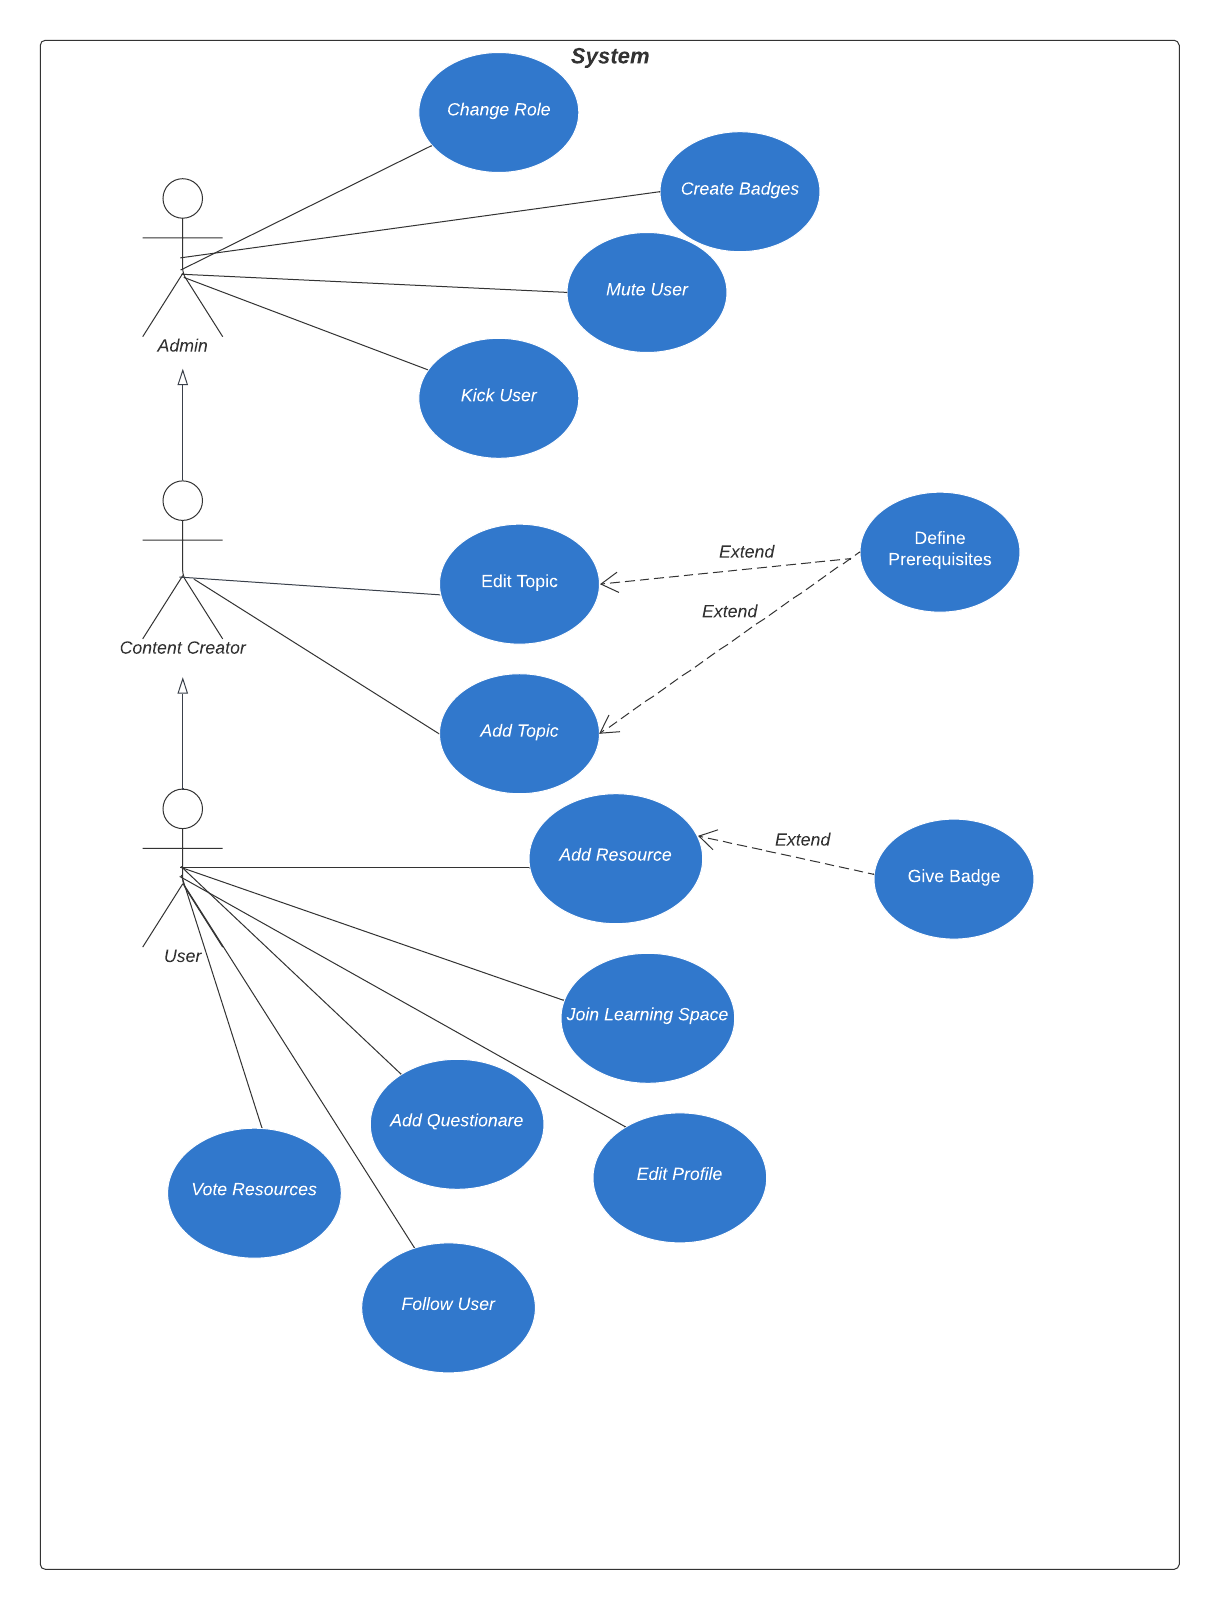 System
Change Role
Create Badges
Mute User
Admin
Kick User
Define
Prerequisites
Extend
Edit Topic
Extend
Content Creator
Add Topic
Extend
Add Resource
Give Badge
User
Join Learning Space
Add Questionare
Edit Profile
Vote Resources
Follow User